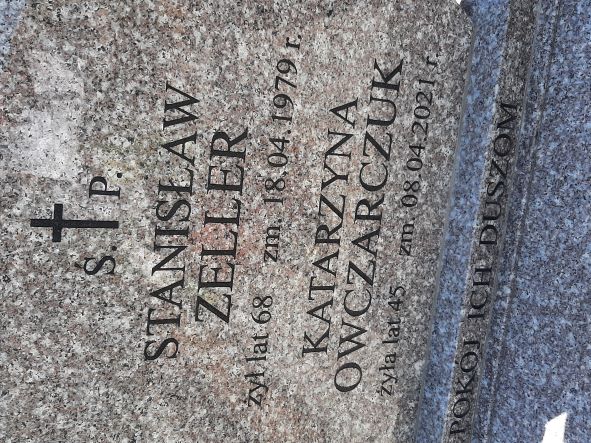 Ś. P.
STANISŁAW
ZELLER
żył lat 68 zm. 18.04.1979 r.
KATARZYNA
OWCZARCZUK
żyła lat 45 zm. 08.04.2021 r.
POKÓJ ICH DUSZOM